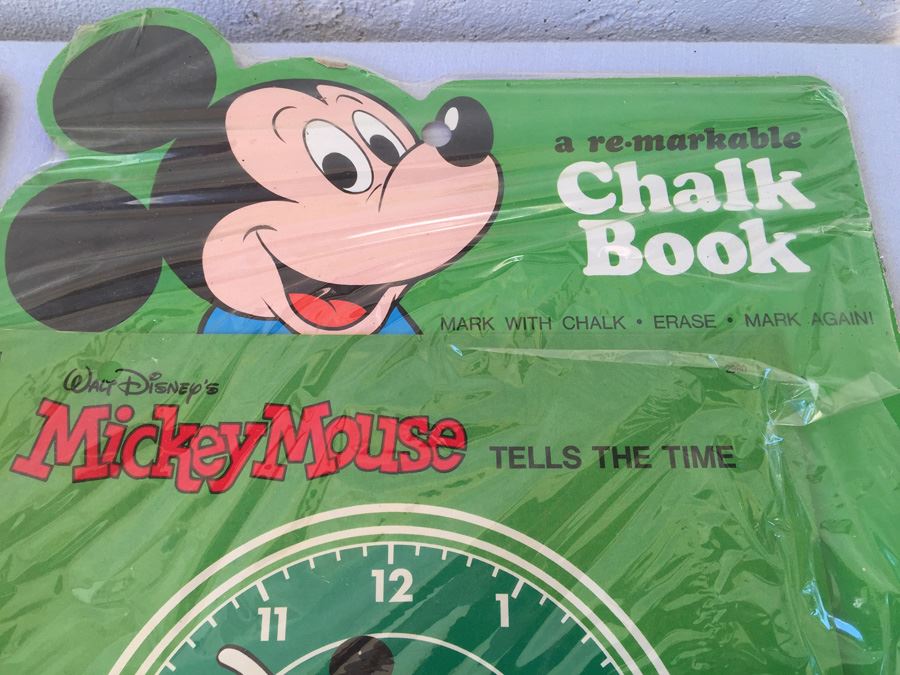 a re·markable®
Chalk
Book
MARK WITH CHALK • ERASE • MARK AGAIN!
WALT DISNEY'S
Mickey Mouse TELLS THE TIME
12
11
1